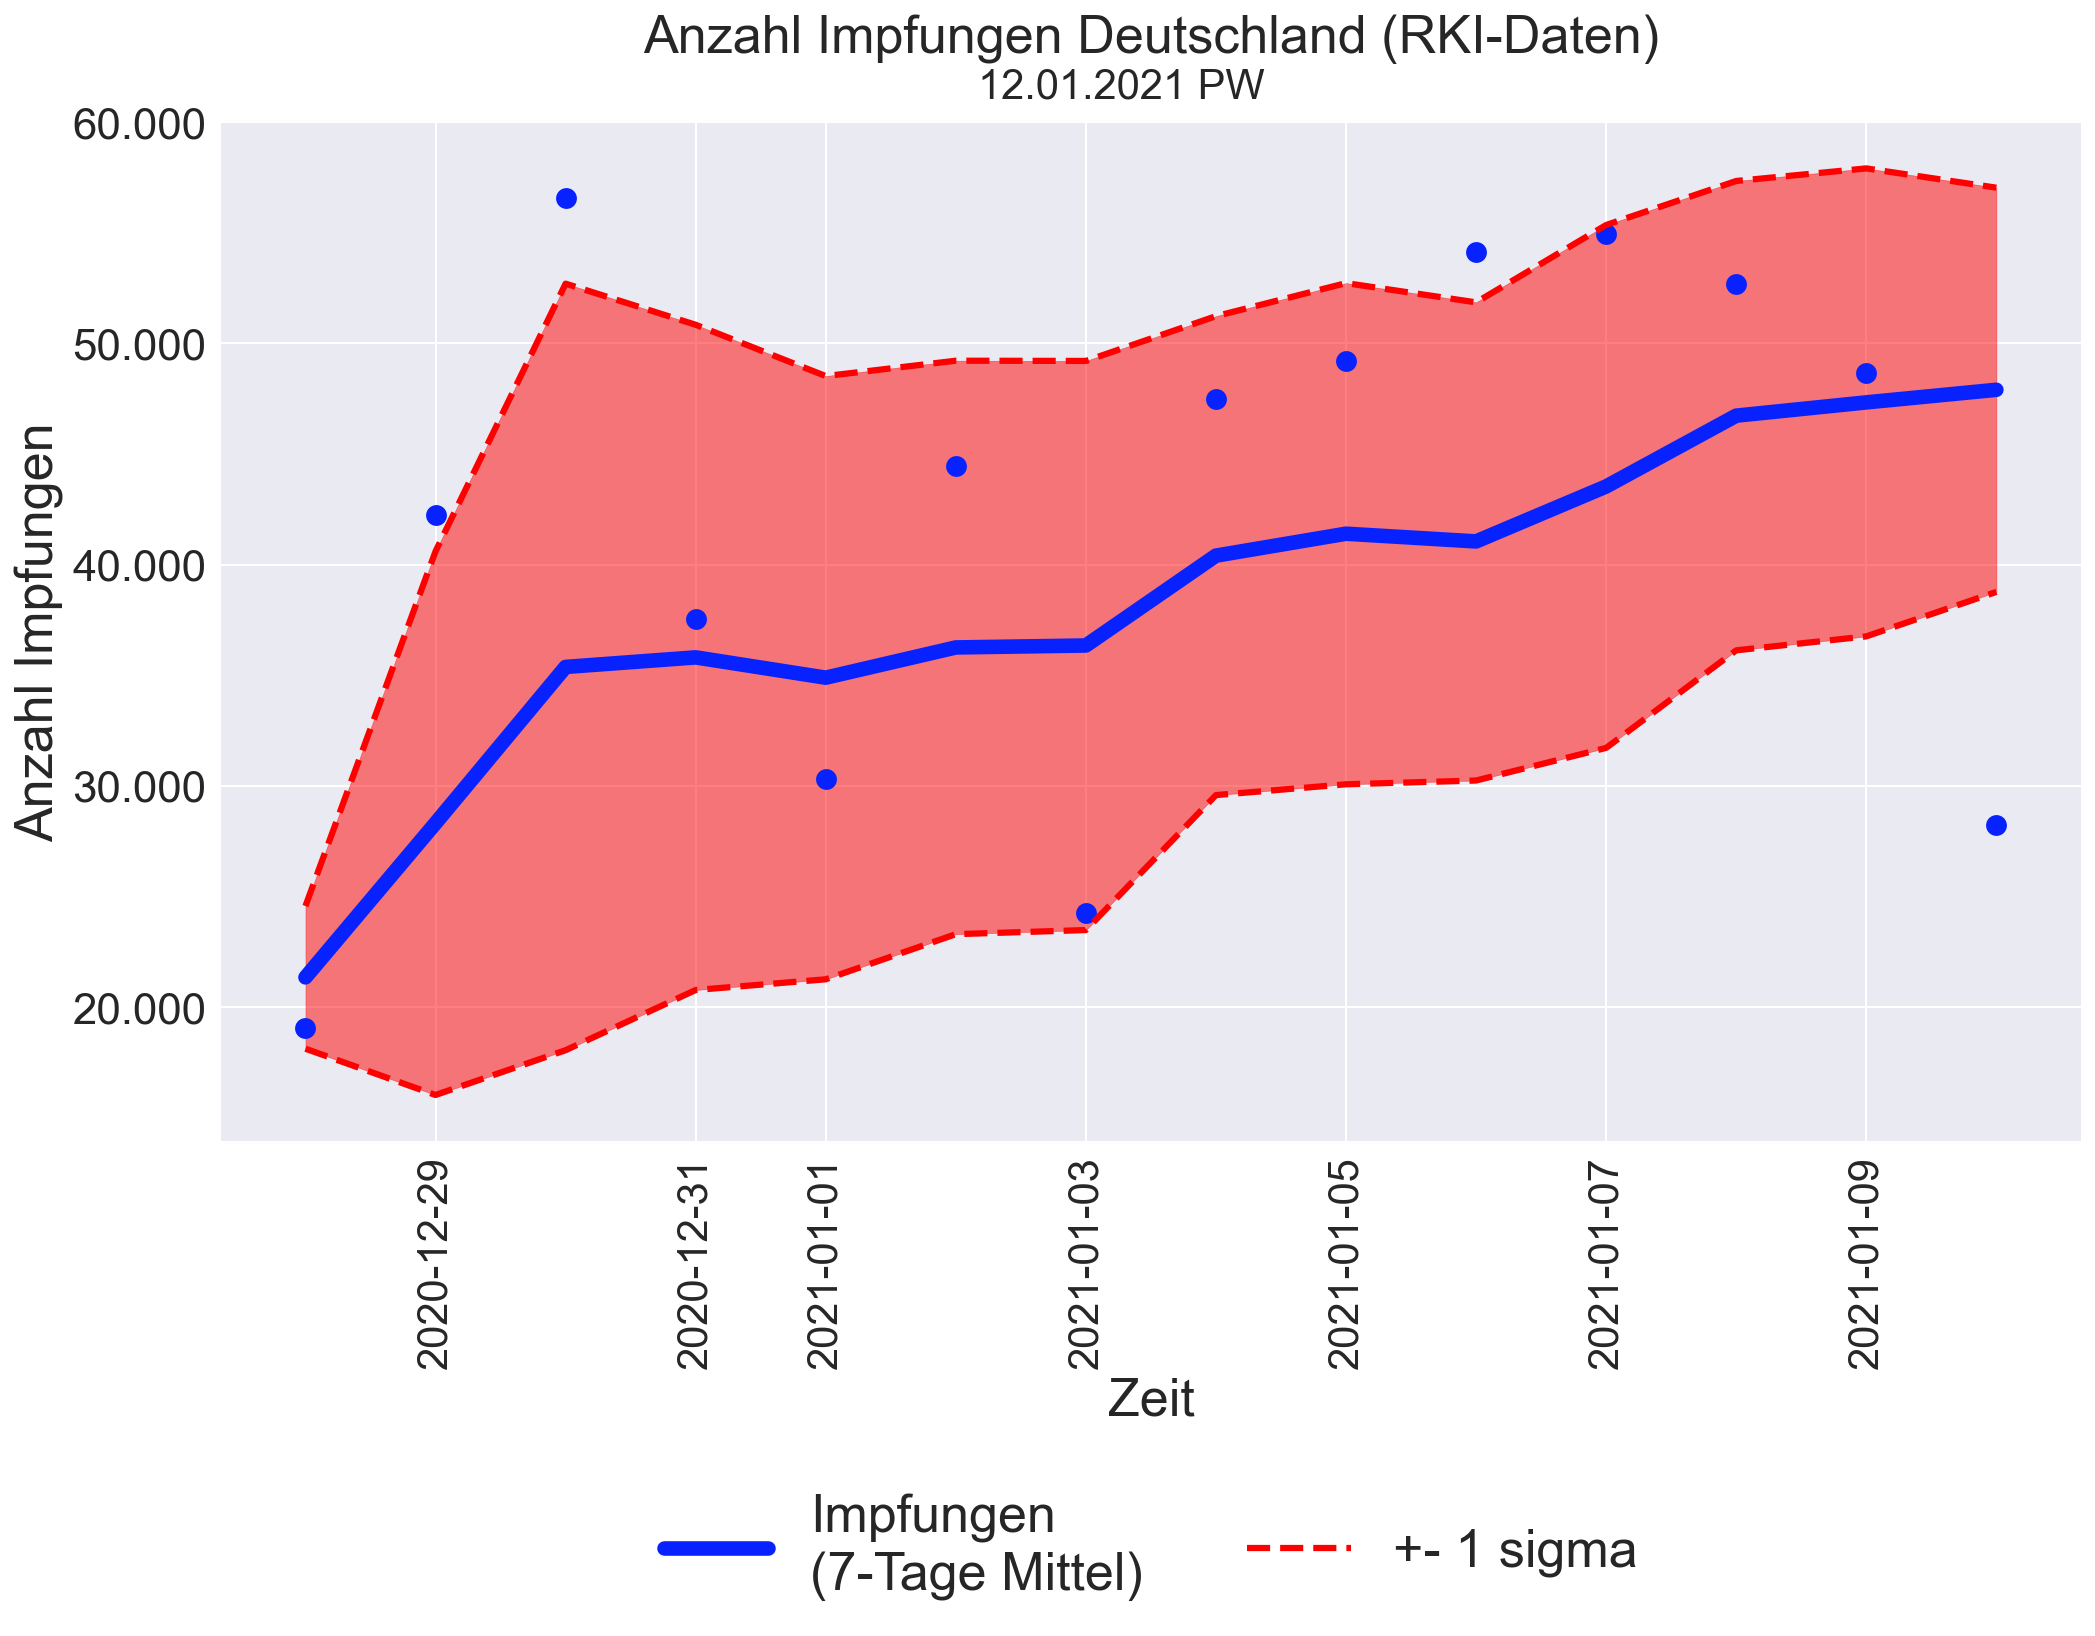 Anzahl Impfungen Deutschland (RKI-Daten)
12.01.2021 PW
60.000
50.000
40.000
30.000
20.000
Anzahl Impfungen
2020-12-29
2020-12-31
2021-01-01
2021-01-03
2021-01-05
2021-01-07
2021-01-09
Zeit
Impfungen
(7-Tage Mittel)
+- 1 sigma